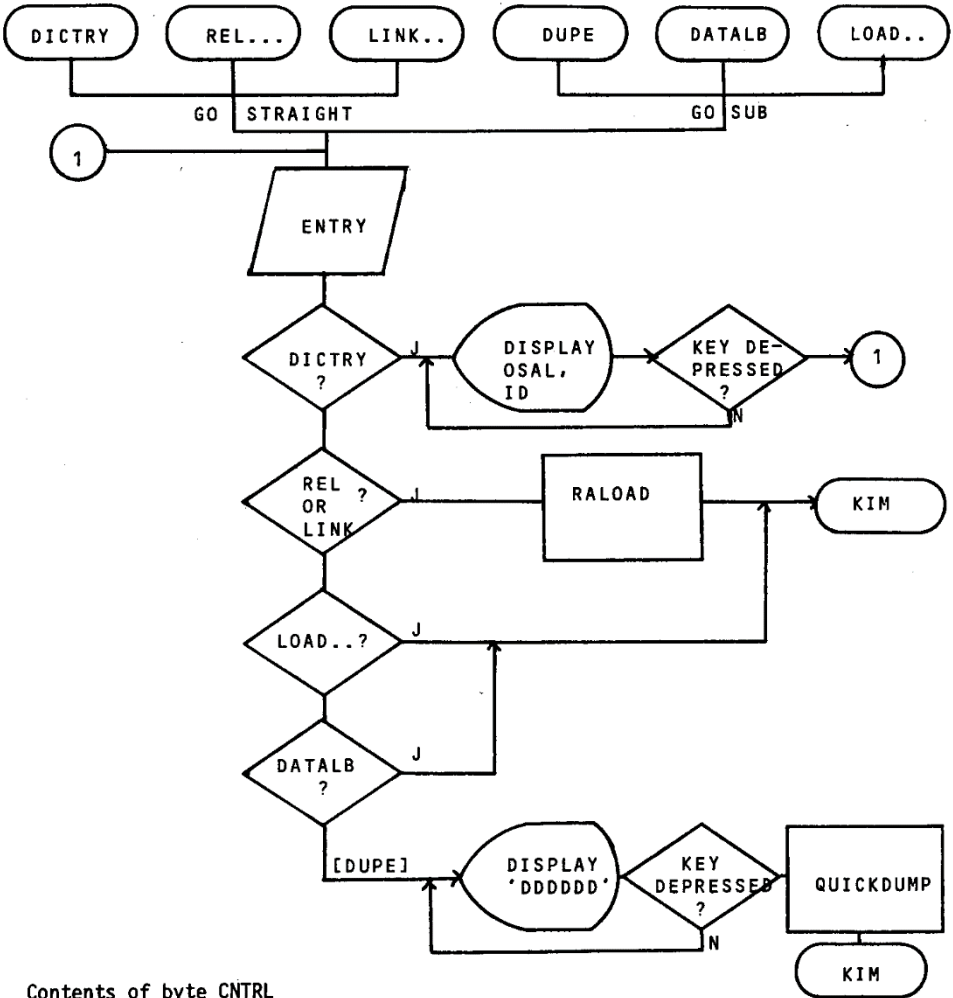 DICTRY
REL...
LINK..
DUPE
DATALB
LOAD..
GO STRAIGHT
GO SUB
1
ENTRY
DICTRY
?
J
DISPLAY
OSAL,
ID
KEY DE-
PRESSED
?
N
1
REL ?
OR
LINK
J
RALOAD
KIM
LOAD..?
J
DATALB
?
J
[DUPE]
DISPLAY
'DDDDDD'
KEY
DEPRESSED
?
N
QUICKDUMP
KIM
Contents of byte CNTRL